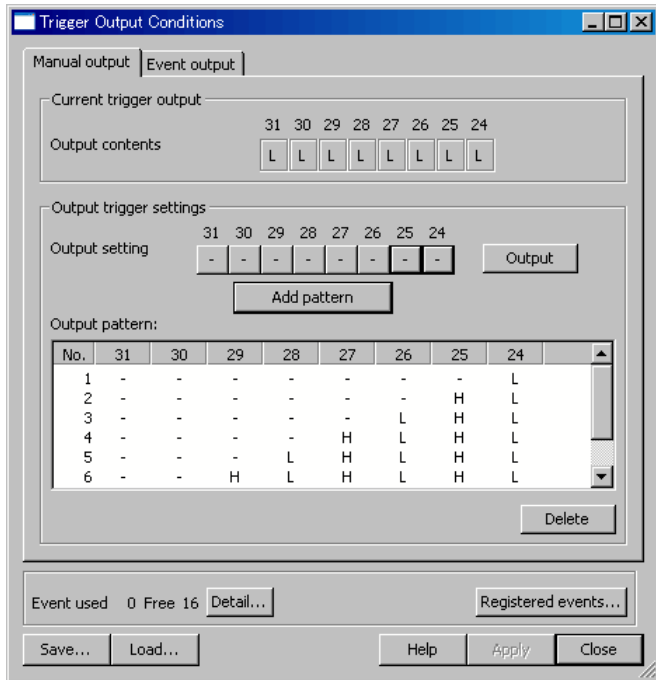 Trigger Output Conditions
Manual output Event output
Current trigger output
31 30 29 28 27 26 25 24
Output contents L L L L L L L L
Output trigger settings
31 30 29 28 27 26 25 24
Output setting - - - - - - - - Output
Add pattern
Output pattern:
No. 31 30 29 28 27 26 25 24
1 - - - - - - - L
2 - - - - - - H L
3 - - - - - L H L
4 - - - - H L H L
5 - - - L H L H L
6 - - H L H L H L
Delete
Event used 0 Free 16 Detail... Registered events...
Save... Load... Help Apply Close